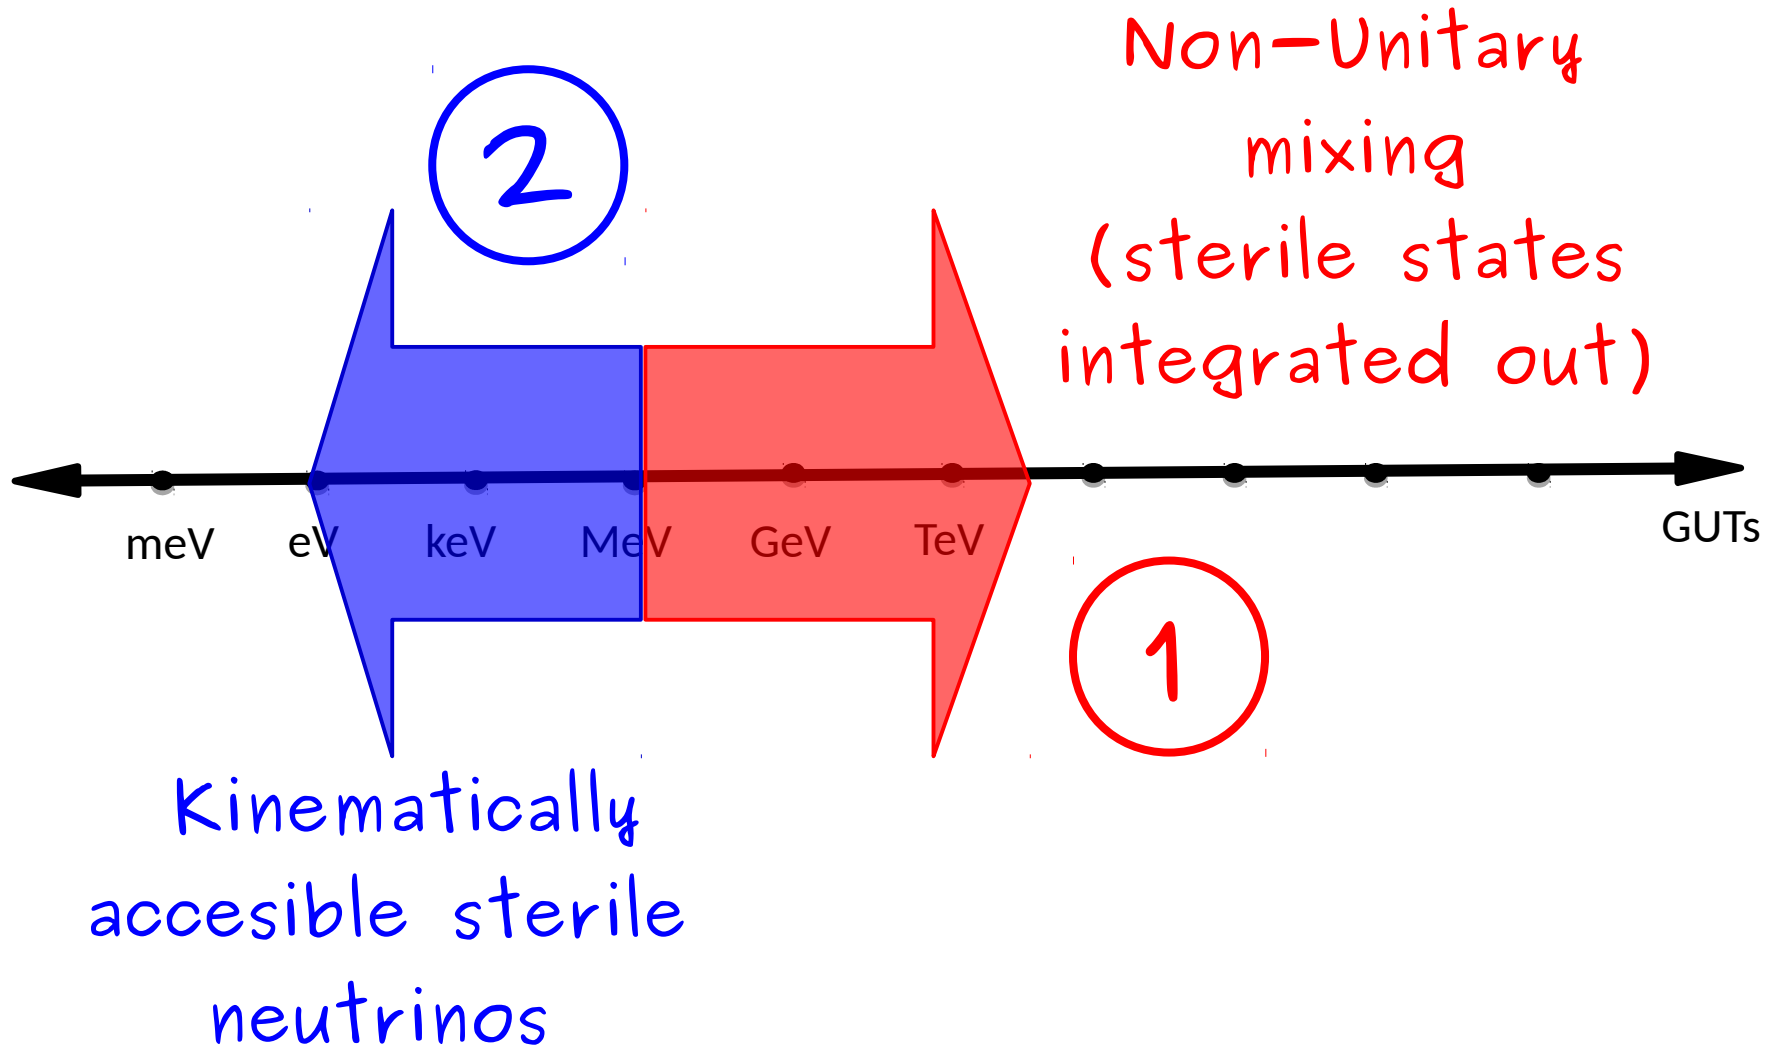 Non-Unitary
mixing
(sterile states
integrated out)
2
meV eV keV MeV GeV TeV GUTs
1
Kinematically
accesible sterile
neutrinos